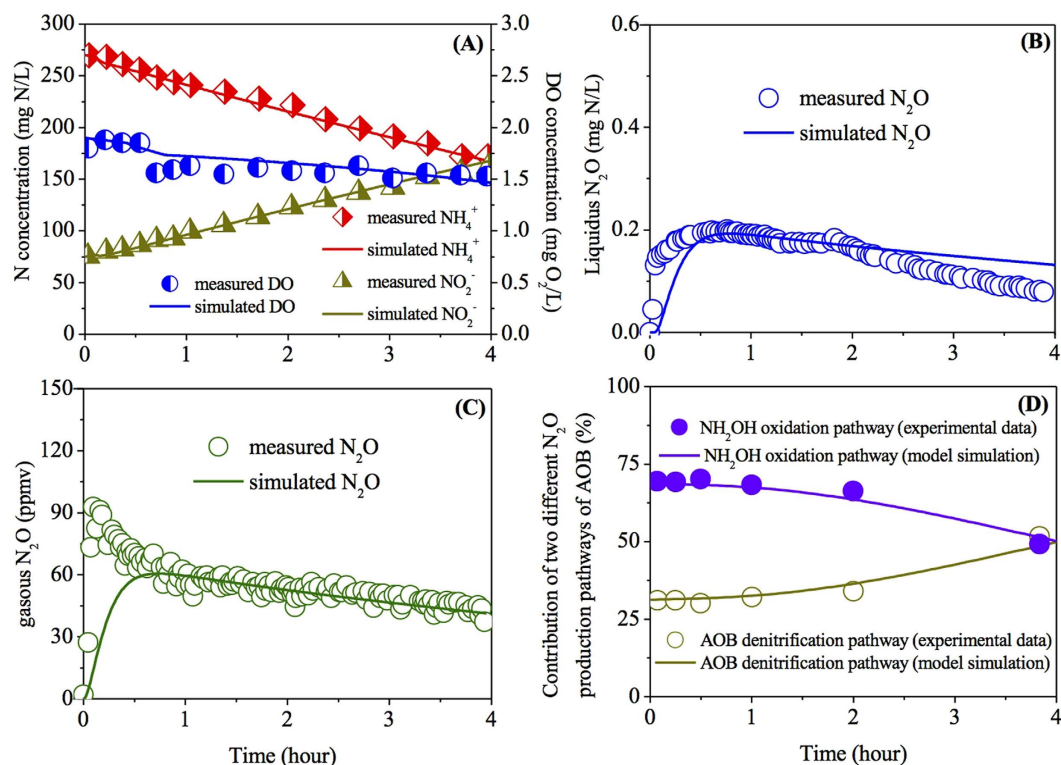 (A)
N concentration (mg N/L)
300
250
200
150
100
50
0
3.0
2.5
2.0
1.5
1.0
0.5
0.0
DO concentration (mg O₂/L)
measured NH₄⁺
simulated NH₄⁺
measured NO₂⁻
simulated NO₂⁻
measured DO
simulated DO
0 1 2 3 4
(B)
Liquidus N₂O (mg N/L)
0.6
0.4
0.2
0.0
measured N₂O
simulated N₂O
0 1 2 3 4
(C)
gasous N₂O (ppmv)
150
120
90
60
30
0
measured N₂O
simulated N₂O
0 1 2 3 4
Time (hour)
(D)
Contribution of two different N₂O
production pathways of AOB (%)
100
75
50
25
0
NH₂OH oxidation pathway (experimental data)
NH₂OH oxidation pathway (model simulation)
AOB denitrification pathway (experimental data)
AOB denitrification pathway (model simulation)
0 1 2 3 4
Time (hour)